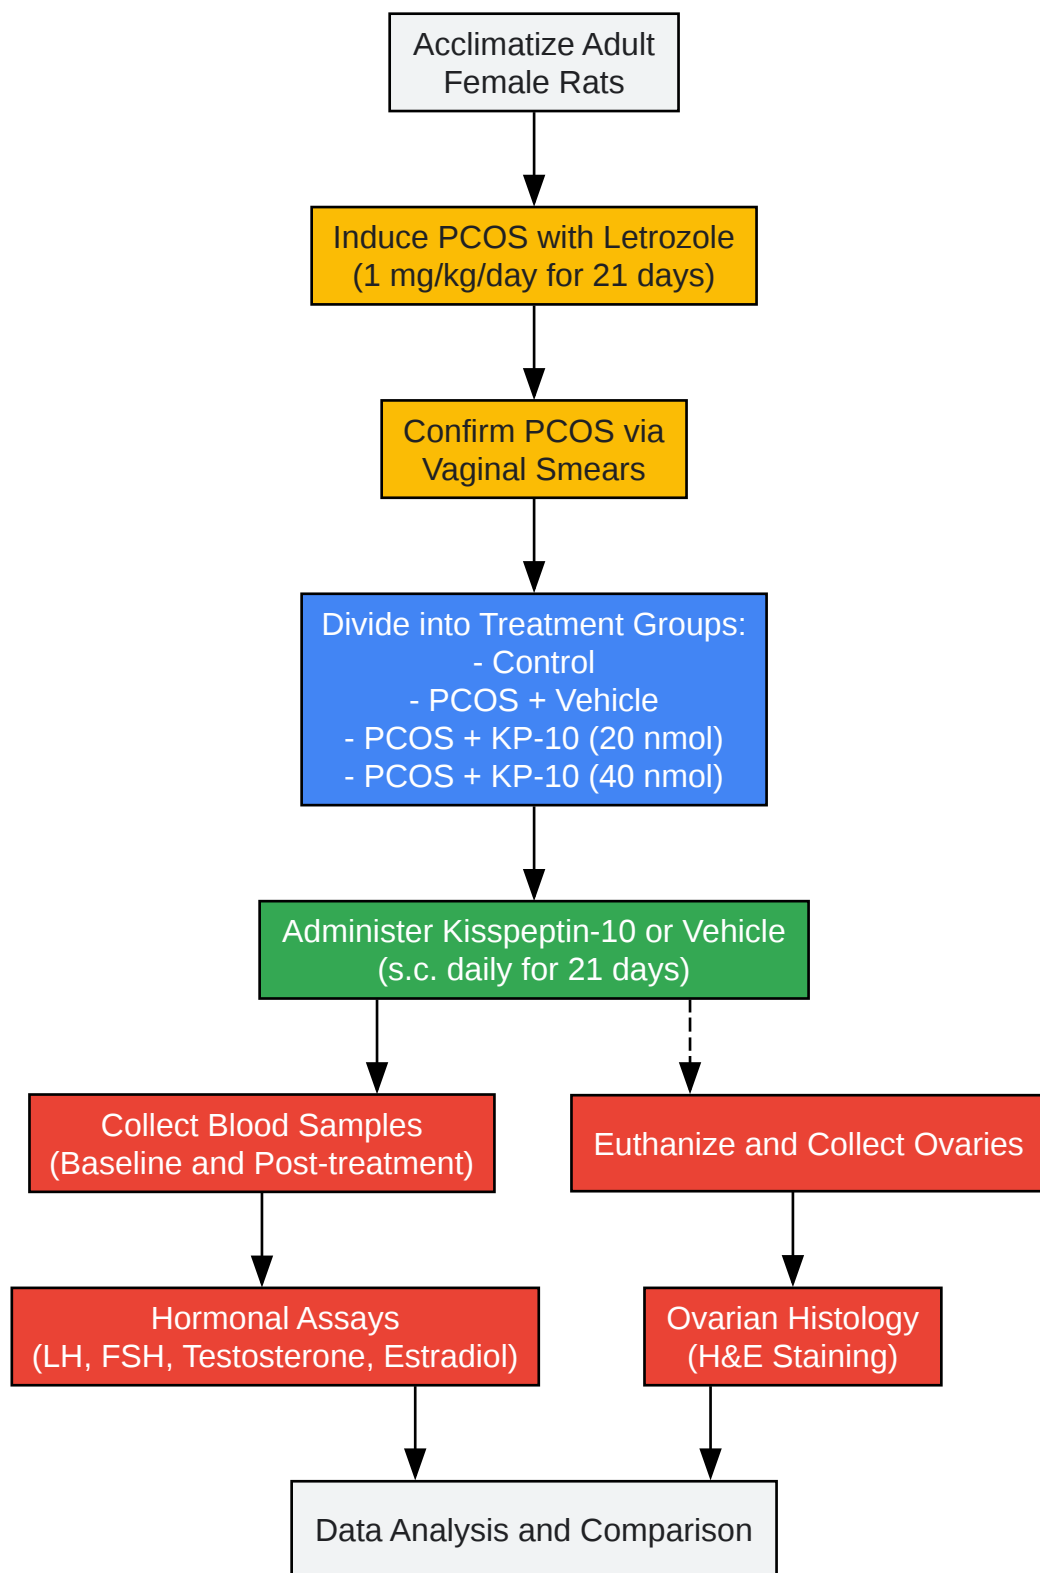 Acclimatize Adult
Female Rats
Induce PCOS with Letrozole
(1 mg/kg/day for 21 days)
Confirm PCOS via
Vaginal Smears
Divide into Treatment Groups:
- Control
- PCOS + Vehicle
- PCOS + KP-10 (20 nmol)
- PCOS + KP-10 (40 nmol)
Administer Kisspeptin-10 or Vehicle
(s.c. daily for 21 days)
Collect Blood Samples
(Baseline and Post-treatment)
Euthanize and Collect Ovaries
Hormonal Assays
(LH, FSH, Testosterone, Estradiol)
Ovarian Histology
(H&E Staining)
Data Analysis and Comparison